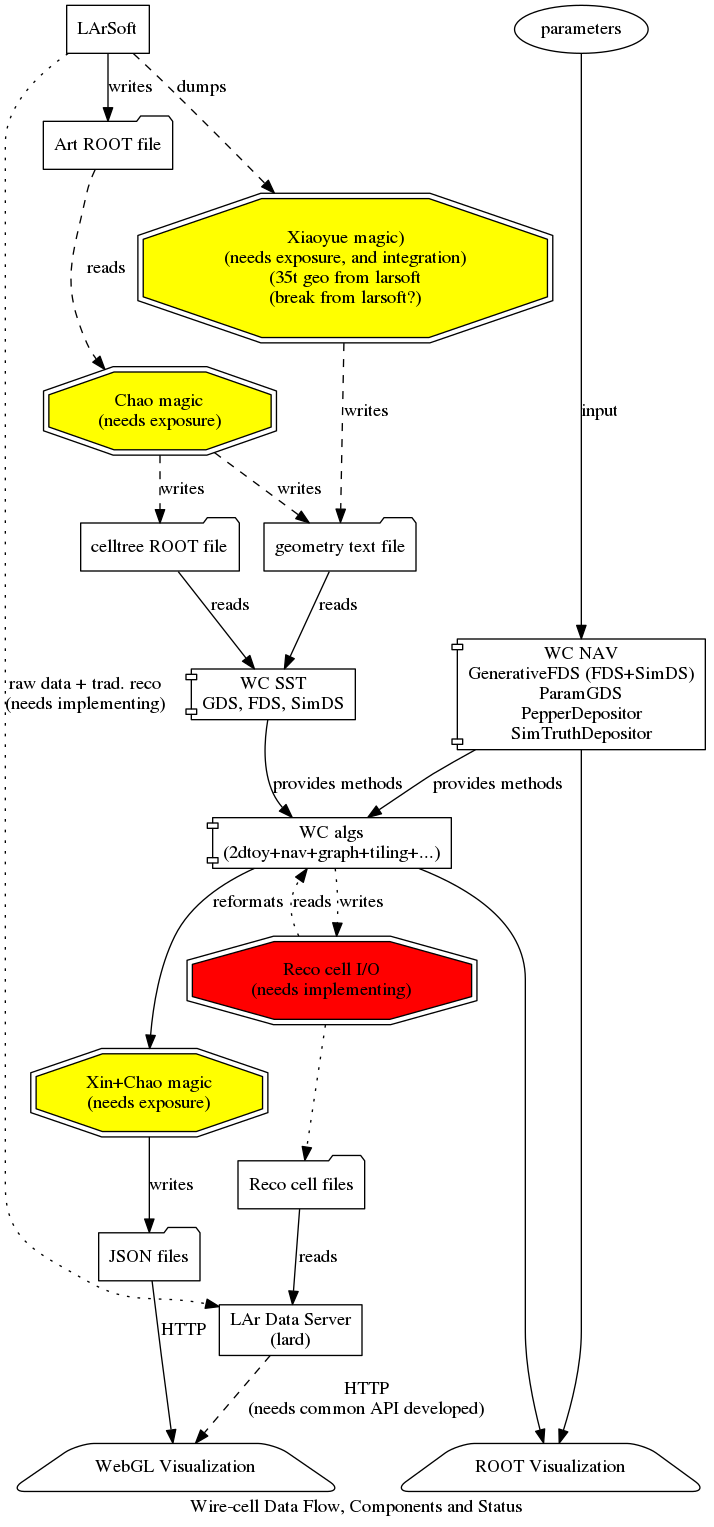 LArSoft
parameters
writes
dumps
Art ROOT file
Xiaoyue magic)
(needs exposure, and integration)
(35t geo from larsoft
(break from larsoft?)
reads
Chao magic
(needs exposure)
writes
input
writes
writes
celltree ROOT file
geometry text file
reads
reads
raw data + trad. reco
(needs implementing)
WC SST
GDS, FDS, SimDS
WC NAV
GenerativeFDS (FDS+SimDS)
ParamGDS
PepperDepositor
SimTruthDepositor
provides methods
provides methods
WC algs
(2dtoy+nav+graph+tiling+...)
reformats
reads
writes
Reco cell I/O
(needs implementing)
Xin+Chao magic
(needs exposure)
writes
Reco cell files
JSON files
reads
HTTP
LAr Data Server
(lard)
HTTP
(needs common API developed)
WebGL Visualization
ROOT Visualization
Wire-cell Data Flow, Components and Status